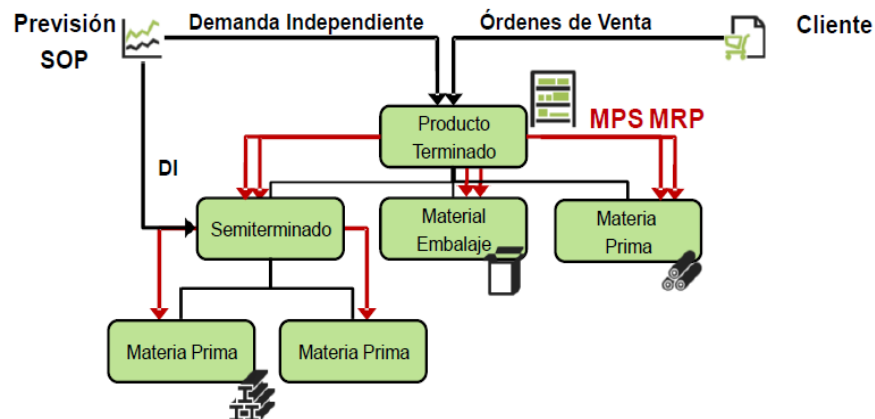 Previsión
SOP
Demanda Independiente
Órdenes de Venta
Cliente
Producto
Terminado
MPS MRP
DI
Semiterminado
Material
Embalaje
Materia
Prima
Materia Prima
Materia Prima